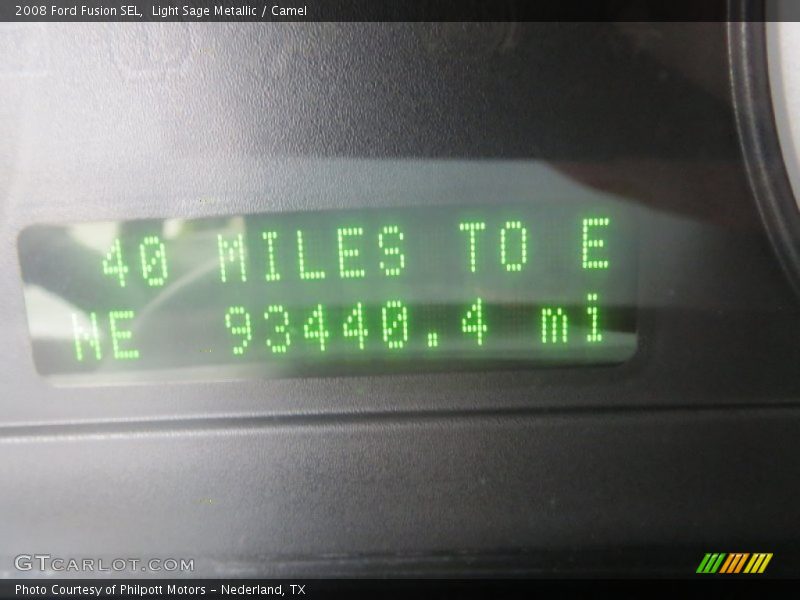 2008 Ford Fusion SEL, Light Sage Metallic / Camel
40 MILES TO E
NE 93440.4 mi
GTCARLOT.COM
Photo Courtesy of Philpott Motors - Nederland, TX